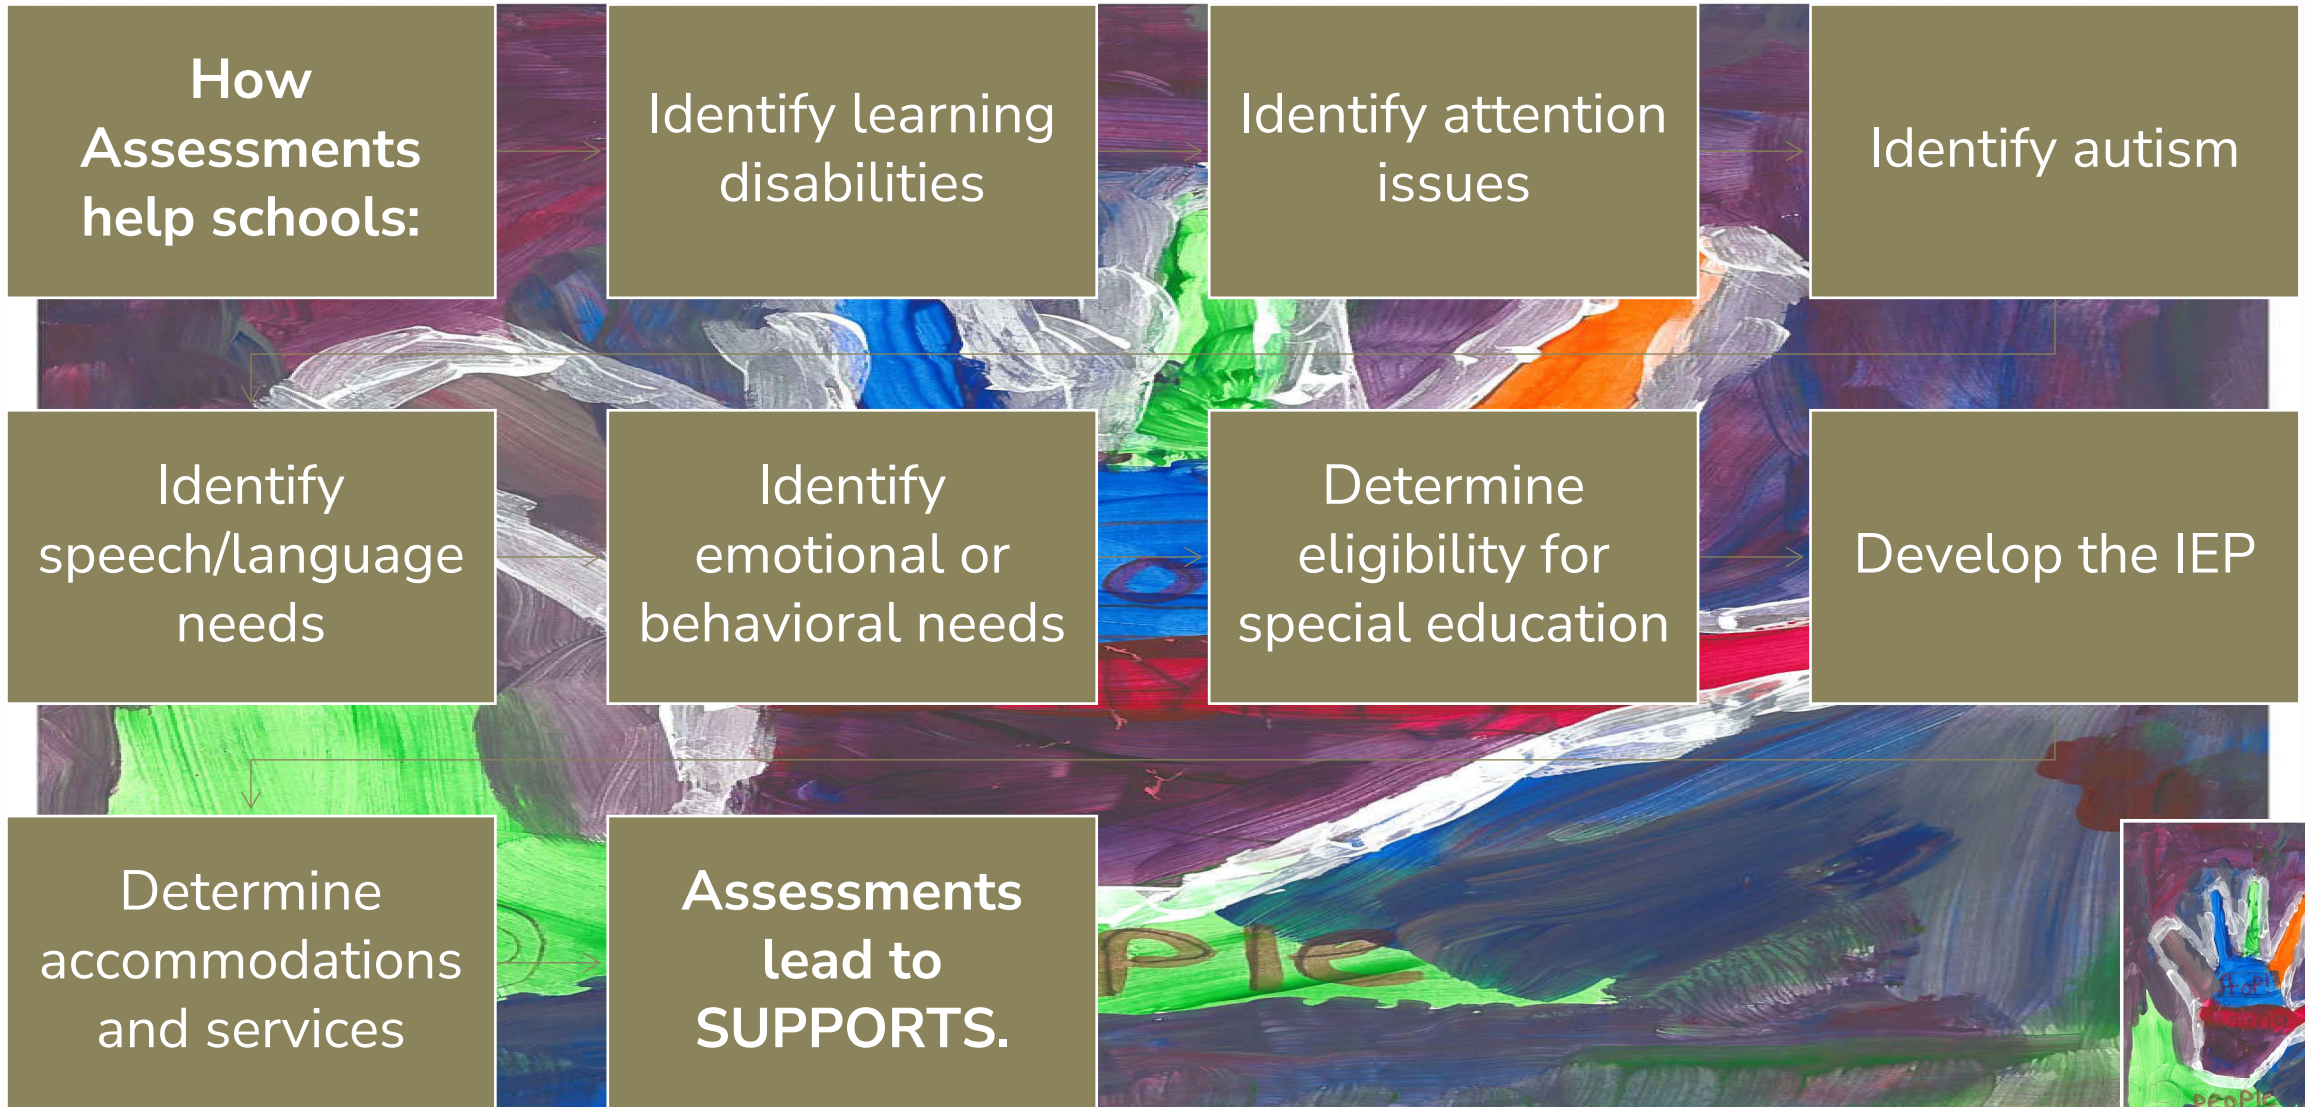 How
Assessments
help schools:
Identify learning
disabilities
Identify attention
issues
Identify autism
Identify
speech/language
needs
Identify
emotional or
behavioral needs
Determine
eligibility for
special education
Develop the IEP
Determine
accommodations
and services
Assessments
lead to
SUPPORTS.
ple
PEOPle